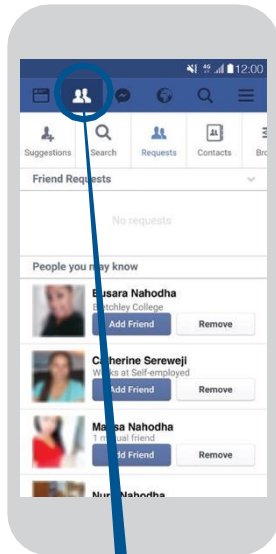 12:00
Suggestions Search Requests Contacts Bro
Friend Requests
No requests
People you may know
Busara Nahodha
Bletchley College
Add Friend Remove
Catherine Sereweji
Works at Self-employed
Add Friend Remove
Marisa Nahodha
1 mutual friend
Add Friend Remove
Nahodha